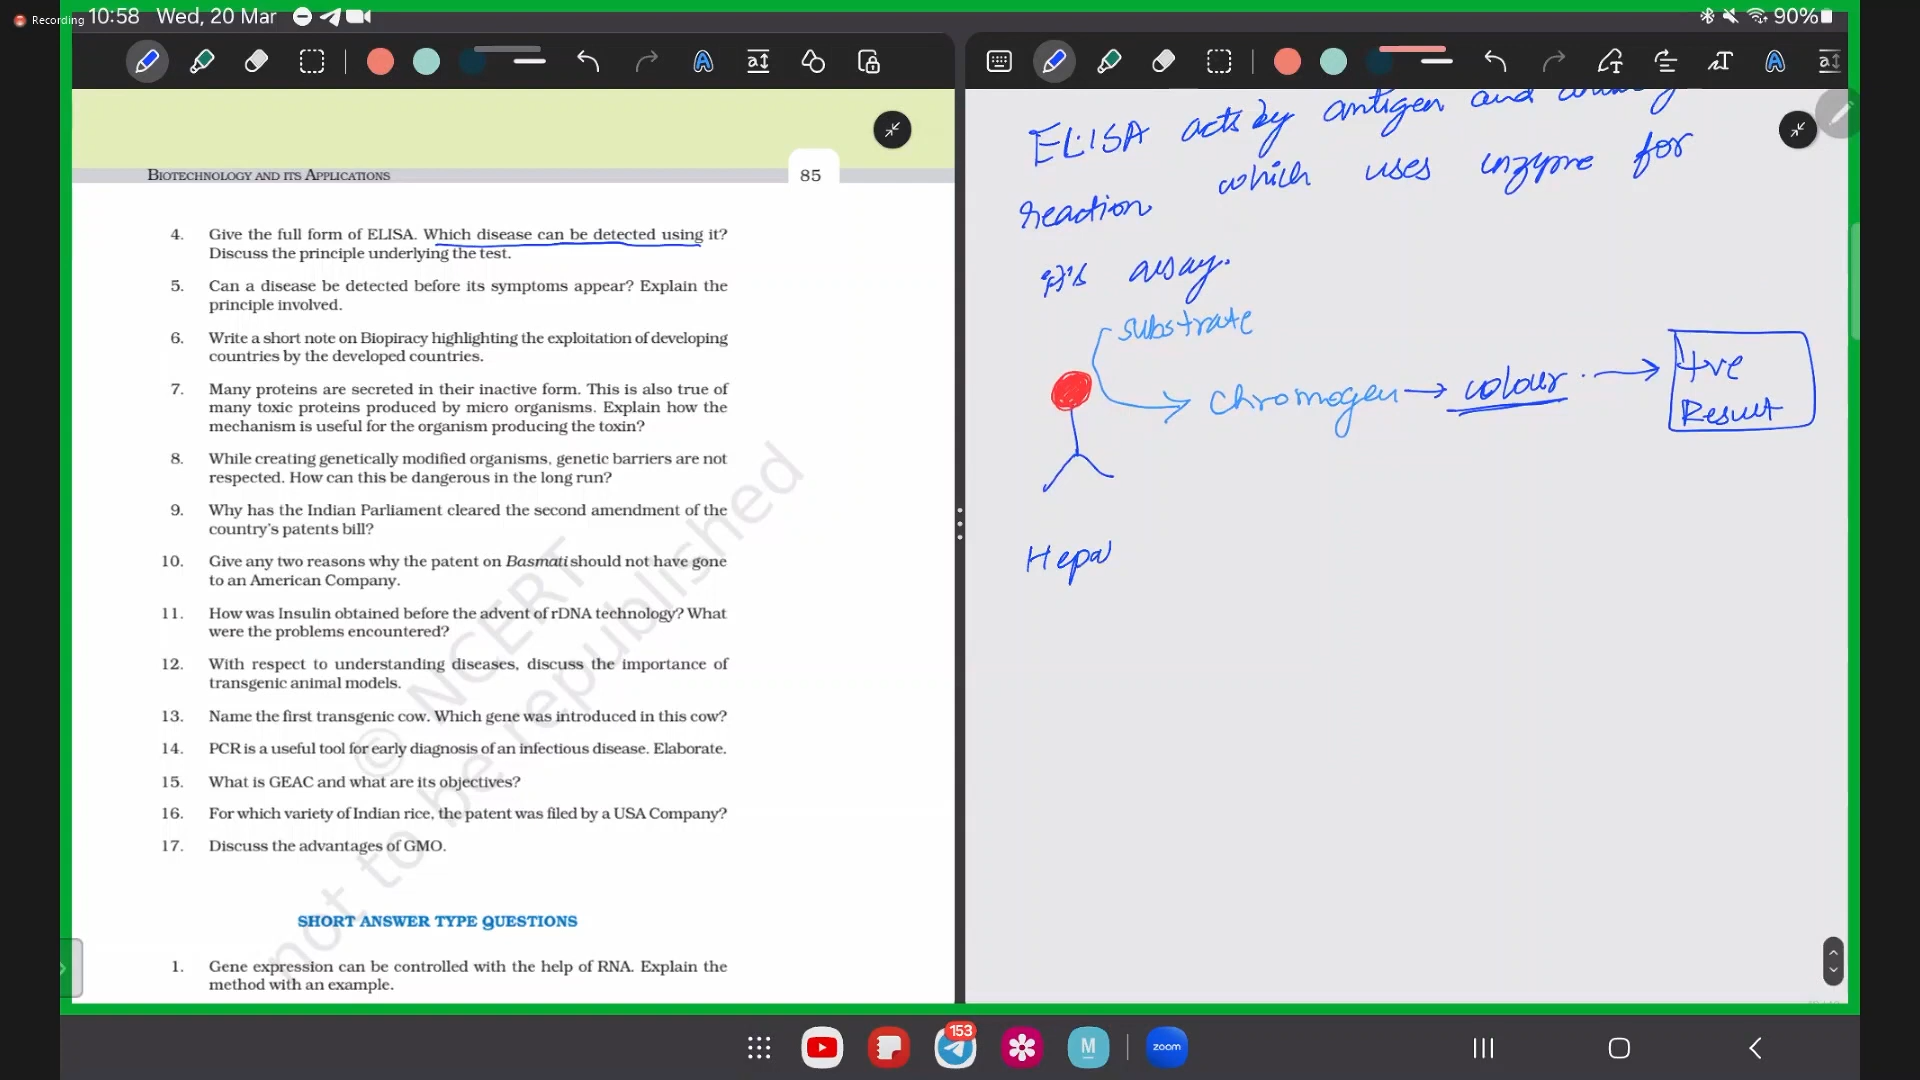 Recording
10:58 Wed, 20 Mar
90%
BIOTECHNOLOGY AND ITS APPLICATIONS
85
4. Give the full form of ELISA. Which disease can be detected using it?
Discuss the principle underlying the test.
5. Can a disease be detected before its symptoms appear? Explain the
principle involved.
6. Write a short note on Biopiracy highlighting the exploitation of developing
countries by the developed countries.
7. Many proteins are secreted in their inactive form. This is also true of
many toxic proteins produced by micro organisms. Explain how the
mechanism is useful for the organism producing the toxin?
8. While creating genetically modified organisms, genetic barriers are not
respected. How can this be dangerous in the long run?
9. Why has the Indian Parliament cleared the second amendment of the
country's patents bill?
10. Give any two reasons why the patent on Basmati should not have gone
to an American Company.
11. How was Insulin obtained before the advent of rDNA technology? What
were the problems encountered?
12. With respect to understanding diseases, discuss the importance of
transgenic animal models.
13. Name the first transgenic cow. Which gene was introduced in this cow?
14. PCR is a useful tool for early diagnosis of an infectious disease. Elaborate.
15. What is GEAC and what are its objectives?
16. For which variety of Indian rice, the patent was filed by a USA Company?
17. Discuss the advantages of GMO.
SHORT ANSWER TYPE QUESTIONS
1. Gene expression can be controlled with the help of RNA. Explain the
method with an example.
© NCERT
not to be republished
ELISA acts by antigen and
reaction which uses enzyme for
it's assay.
substrate
chromogen → colour → +ve
Result
Hepa
153
M
zoom